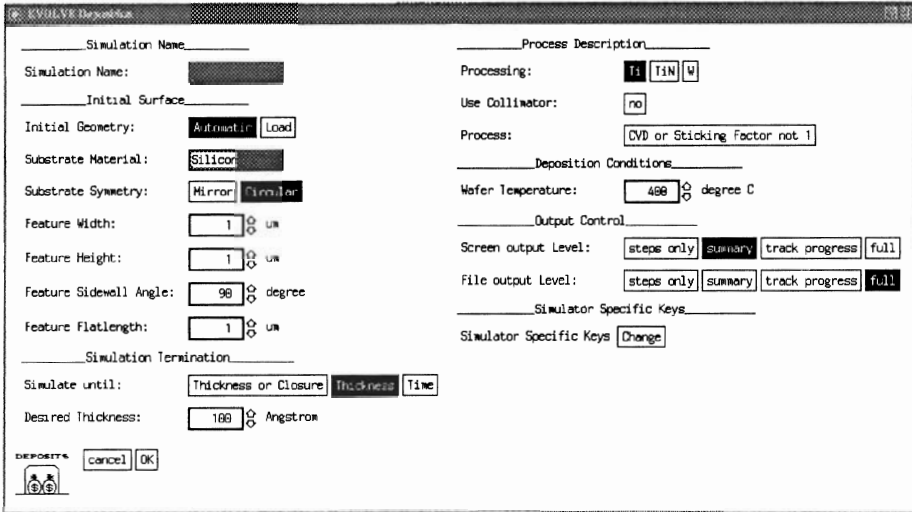 EVOLVE Deposition
Simulation Name
Simulation Name:
Initial Surface
Initial Geometry: Automatic Load
Substrate Material: Silicon
Substrate Symmetry: Mirror Circular
Feature Width: 1 um
Feature Height: 1 um
Feature Sidewall Angle: 90 degree
Feature Flatlength: 1 um
Simulation Termination
Simulate until: Thickness or Closure Thickness Time
Desired Thickness: 100 Angstrom
DEPOSITS cancel OK
$ $
Process Description
Processing: Ti TiN W
Use Collimator: no
Process: CVD or Sticking Factor not 1
Deposition Conditions
Wafer Temperature: 400 degree C
Output Control
Screen output Level: steps only summary track progress full
File output Level: steps only summary track progress full
Simulator Specific Keys
Simulator Specific Keys Change